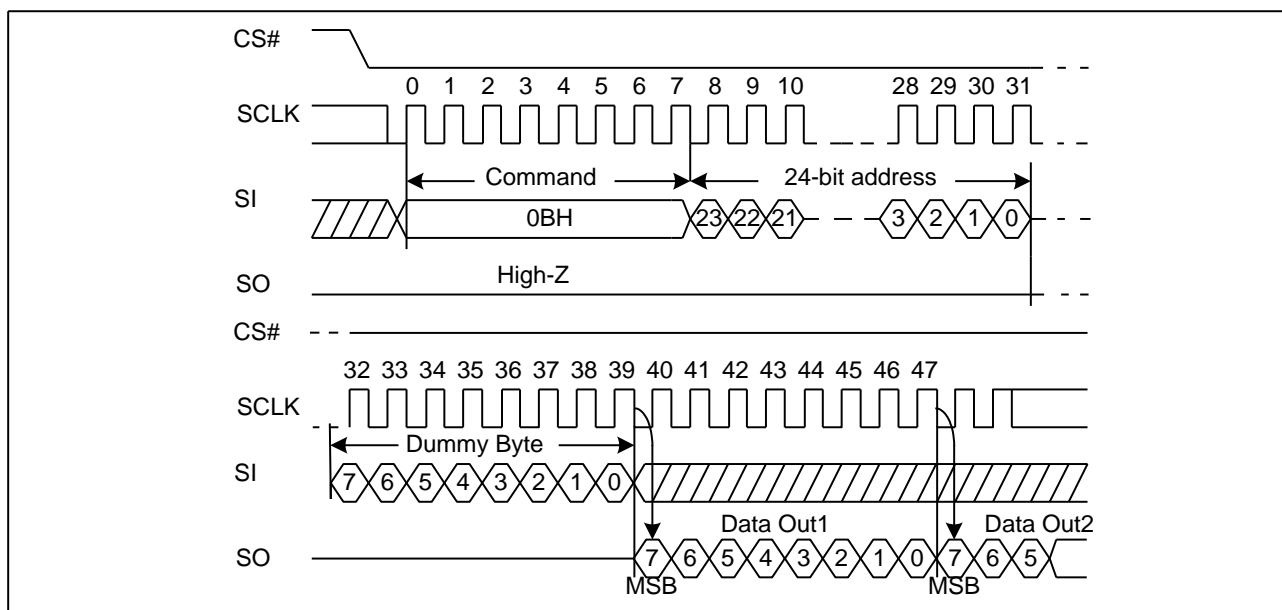 CS#
0 1 2 3 4 5 6 7 8 9 10 28 29 30 31
SCLK
Command 24-bit address
SI
0BH 23 22 21 3 2 1 0
High-Z
SO
CS#
32 33 34 35 36 37 38 39 40 41 42 43 44 45 46 47
SCLK
Dummy Byte
SI
7 6 5 4 3 2 1 0
Data Out1 Data Out2
SO
7 6 5 4 3 2 1 0 7 6 5
MSB MSB